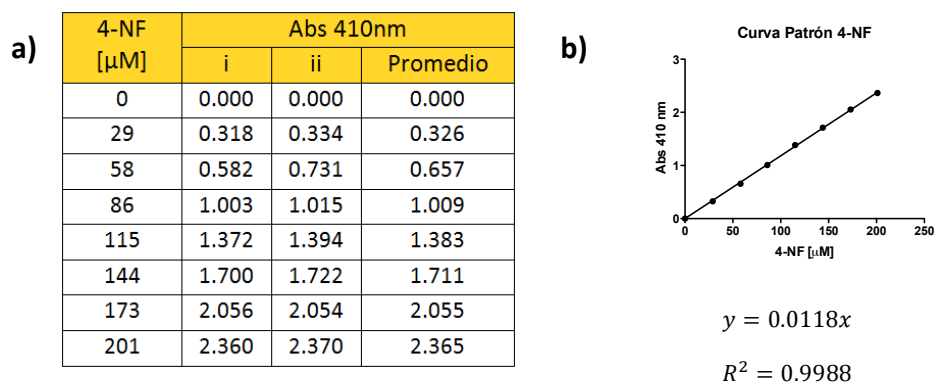 a)
4-NF [μM] Abs 410nm
i ii Promedio
0 0.000 0.000 0.000
29 0.318 0.334 0.326
58 0.582 0.731 0.657
86 1.003 1.015 1.009
115 1.372 1.394 1.383
144 1.700 1.722 1.711
173 2.056 2.054 2.055
201 2.360 2.370 2.365
b)
Curva Patrón 4-NF
Abs 410 nm
3
2
1
0
0 50 100 150 200 250
4-NF [μM]
y = 0.0118x
R² = 0.9988